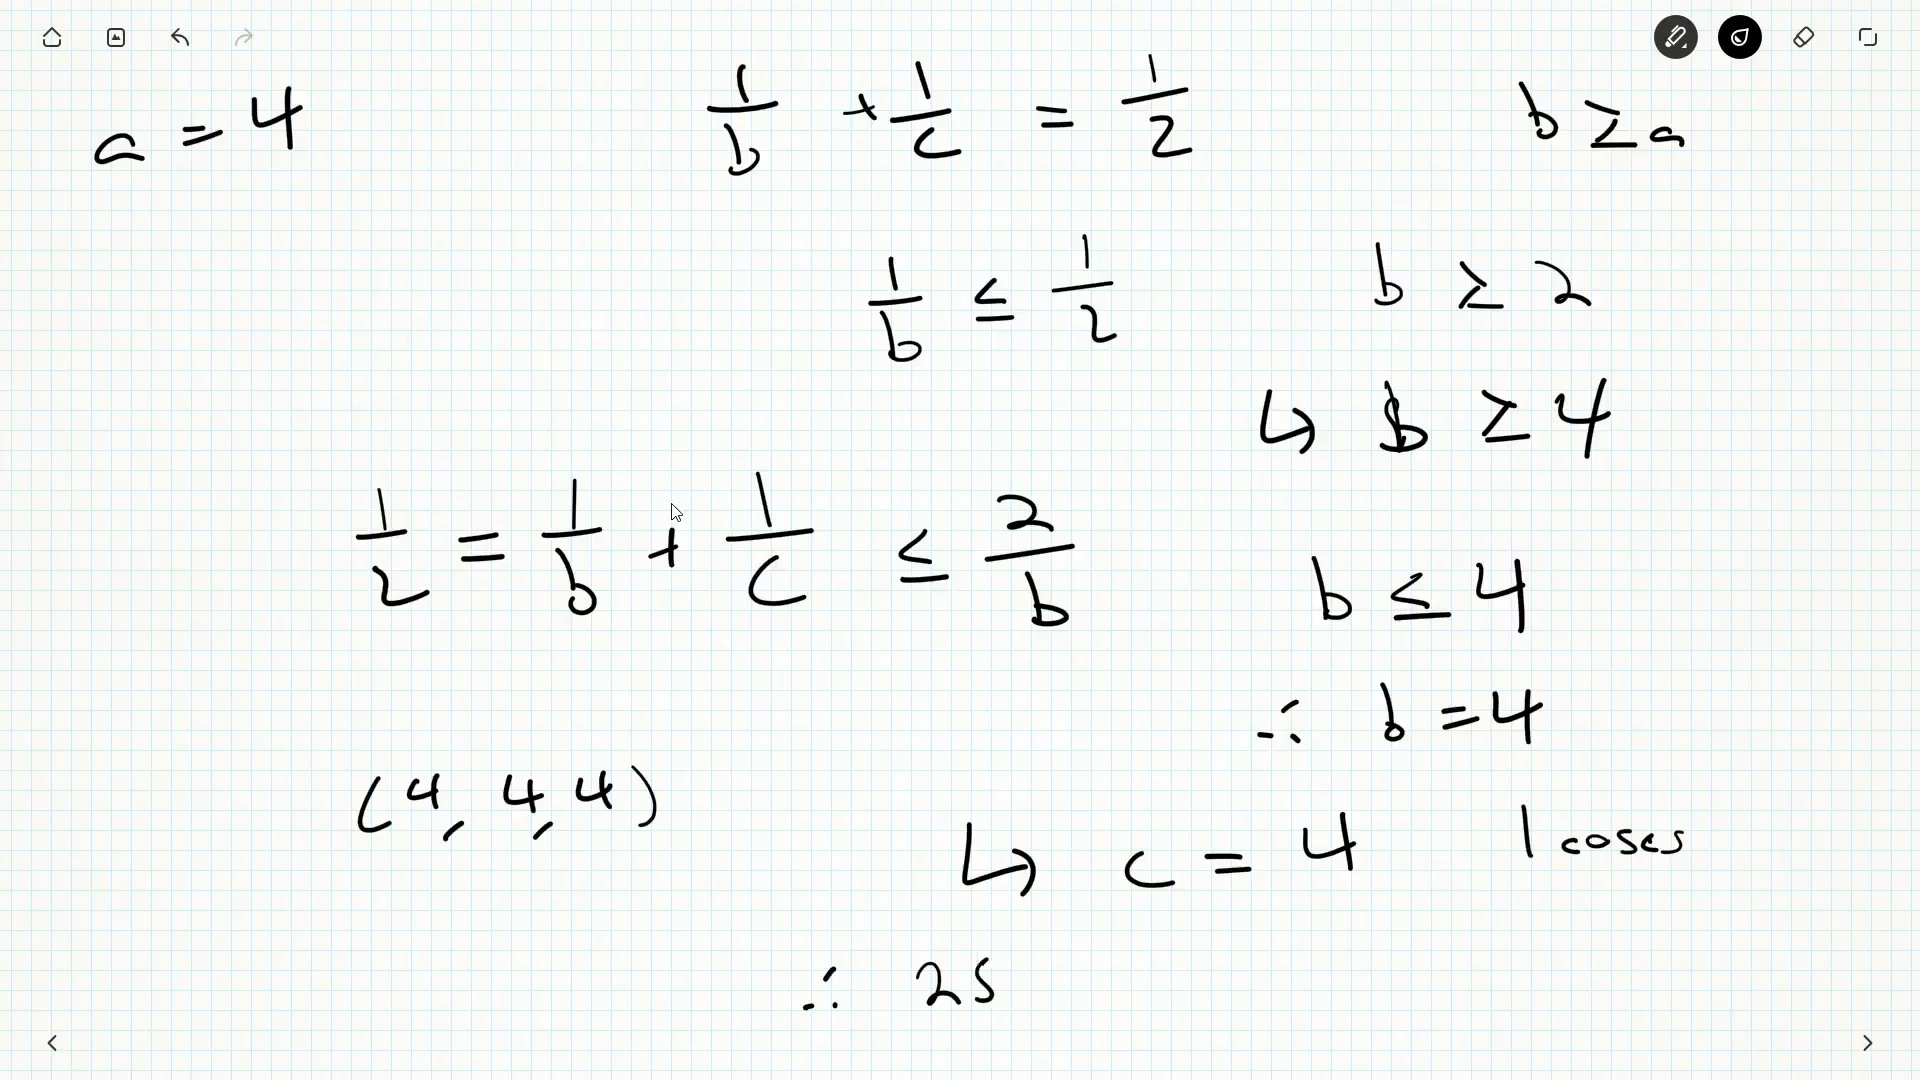 a = 4
1/b + 1/c = 1/2
b ≥ a
1/b ≤ 1/2
b ≥ 2
↳ b ≥ 4
1/2 = 1/b + 1/c ≤ 2/b
b ≤ 4
∴ b = 4
(4, 4, 4)
↳ c = 4
1 coses
∴ 25